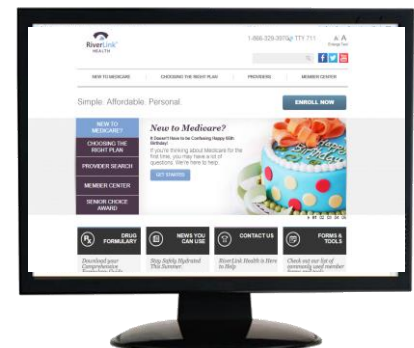 RiverLink
HEALTH
TTY 711
A A
Change Text
NEW TO MEDICARE
CHOOSING THE RIGHT PLAN
PROVIDERS
MEMBER CENTER
Simple. Affordable. Personal.
ENROLL NOW
NEW TO
MEDICARE?
CHOOSING THE
RIGHT PLAN
PROVIDER SEARCH
MEMBER CENTER
SENIOR CHOICE
AWARD
New to Medicare?
It Doesn't Have to be Confusing Happy 65th
Birthday!
If you're thinking about Medicare for the
first time, you may have a lot of
questions. We're here to help.
GET STARTED
DRUG
FORMULARY
Download your
Comprehensive
NEWS YOU
CAN USE
Stay Safely Hydrated
This Summer
CONTACT US
RiverLink Health is Here
to Help
FORMS &
TOOLS
Check out our list of
commonly used member